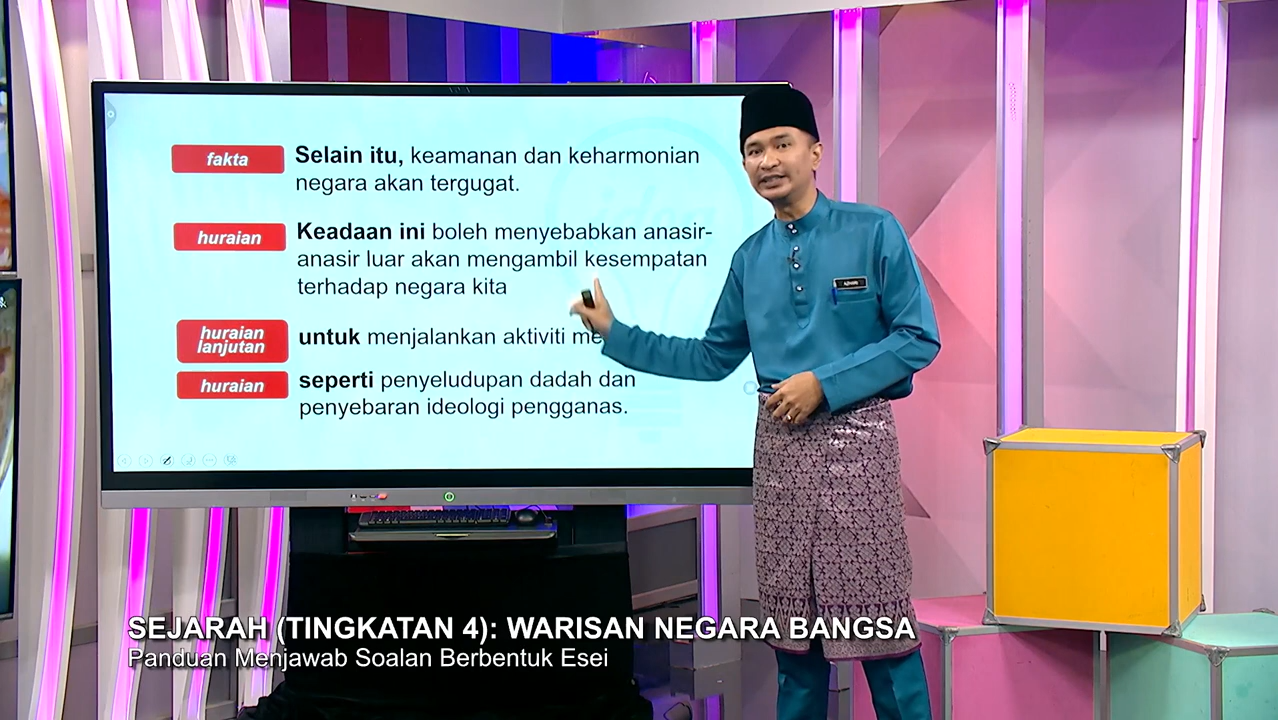 fakta
Selain itu, keamanan dan keharmonian
negara akan tergugat.
huraian
Keadaan ini boleh menyebabkan anasir-
anasir luar akan mengambil kesempatan
terhadap negara kita
huraian
lanjutan
untuk menjalankan aktiviti
huraian
seperti penyeludupan dadah dan
penyebaran ideologi pengganas.
idea
SEJARAH (TINGKATAN 4): WARISAN NEGARA BANGSA
Panduan Menjawab Soalan Berbentuk Esei